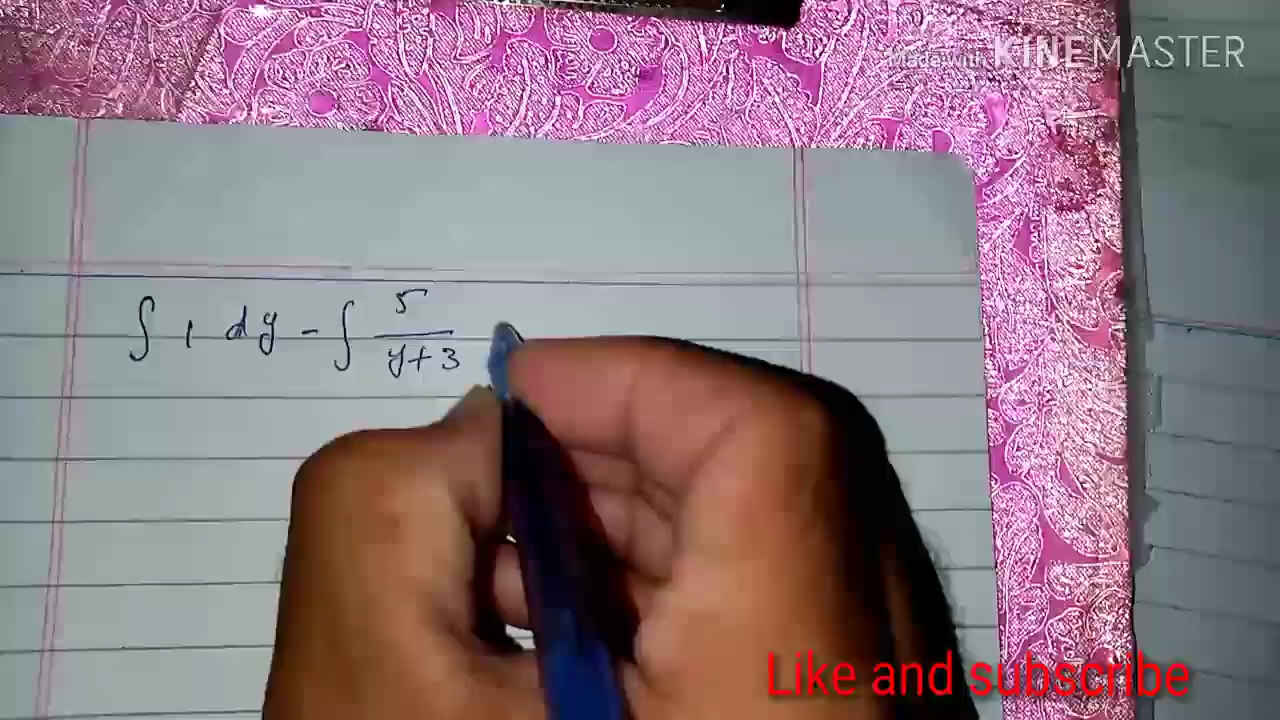 Made with KINEMASTER
∫ 1 dy - ∫ 5/(y+3)
Like and subscribe